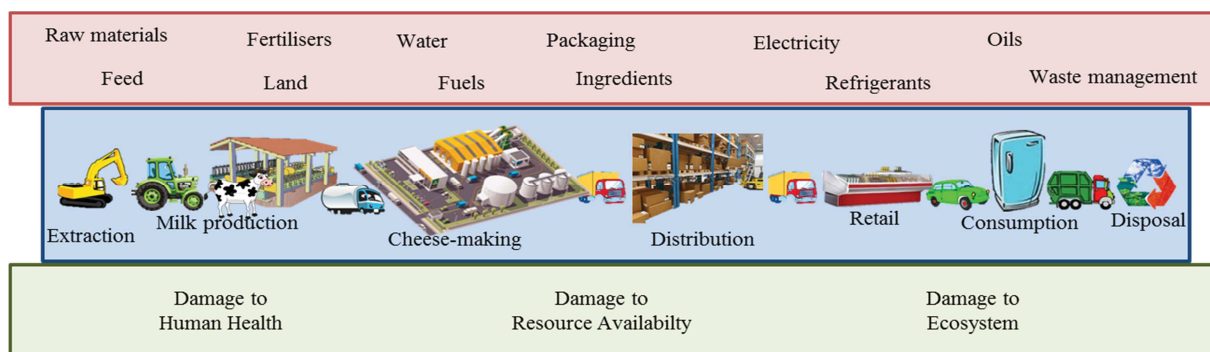 Raw materials
Fertilisers
Water
Packaging
Electricity
Oils
Feed
Land
Fuels
Ingredients
Refrigerants
Waste management
Extraction
Milk production
Cheese-making
Distribution
Retail
Consumption
Disposal
Damage to
Human Health
Damage to
Resource Availabilty
Damage to
Ecosystem